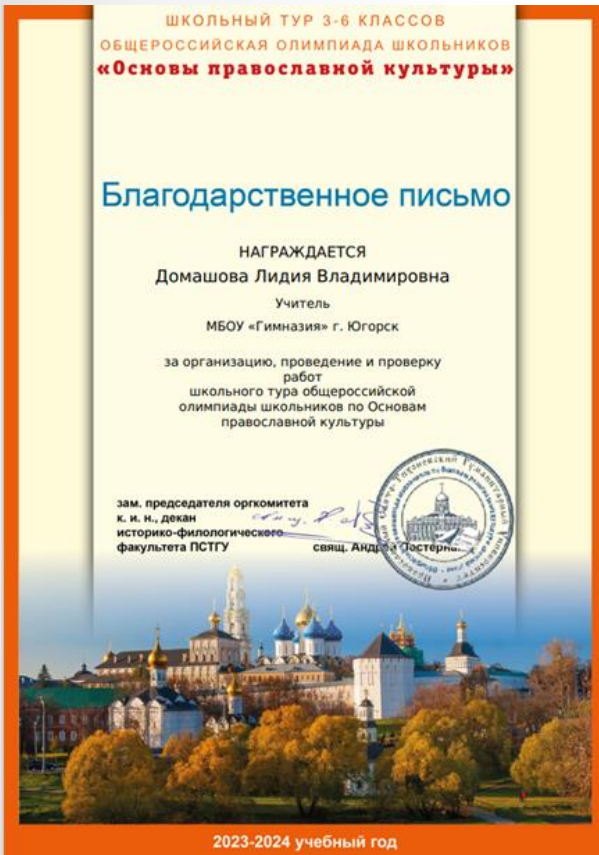 ШКОЛЬНЫЙ ТУР 3-6 КЛАССОВ
ОБЩЕРОССИЙСКАЯ ОЛИМПИАДА ШКОЛЬНИКОВ
«Основы православной культуры»
Благодарственное письмо
НАГРАЖДАЕТСЯ
Домашова Лидия Владимировна
Учитель
МБОУ «Гимназия» г. Югорск
за организацию, проведение и проверку
работ
школьного тура общероссийской
олимпиады школьников по Основам
православной культуры
зам. председателя оргкомитета
к. и. н., декан
историко-филологического
факультета ПСТГУ свящ. Андрей
2023-2024 учебный год